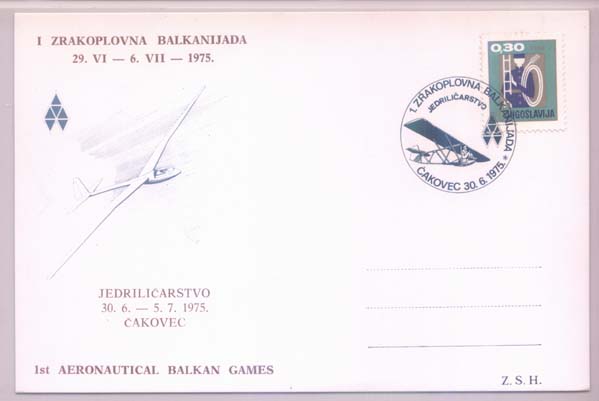 I ZRAKOPLOVNA BALKANIJADA
29. VI — 6. VII — 1975.
0,30
JUGOSLAVIJA
1. ZRAKOPLOVNA BALKANIJADA *
JEDRILIČARSTVO
ČAKOVEC 30. 6. 1975.
JEDRILIČARSTVO
30. 6. — 5. 7. 1975.
ČAKOVEC
1st AERONAUTICAL BALKAN GAMES
Z. S. H.